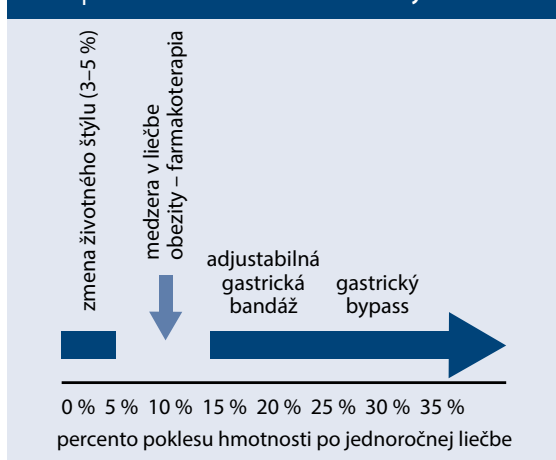 zmena životného štýlu (3–5 %)
medzera v liečbe
obezity – farmakoterapia
adjustabilná
gastrická
bandáž
gastrický
bypass
0 % 5 % 10 % 15 % 20 % 25 % 30 % 35 %
percento poklesu hmotnosti po jednoročnej liečbe